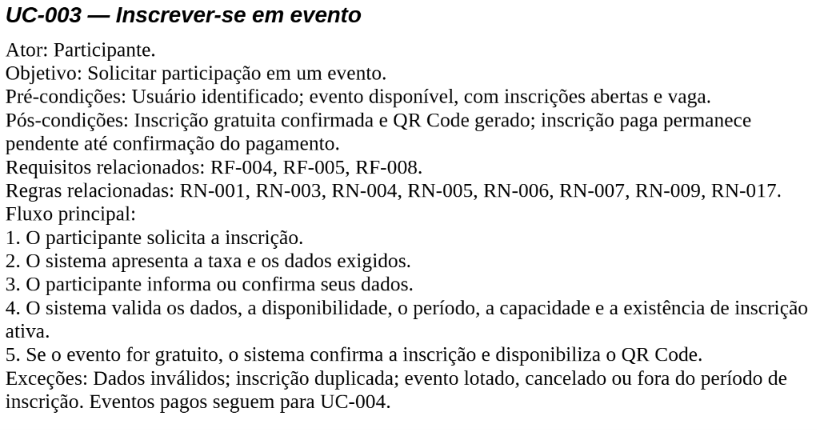 UC-003 — Inscrever-se em evento
Ator: Participante.
Objetivo: Solicitar participação em um evento.
Pré-condições: Usuário identificado; evento disponível, com inscrições abertas e vaga.
Pós-condições: Inscrição gratuita confirmada e QR Code gerado; inscrição paga permanece
pendente até confirmação do pagamento.
Requisitos relacionados: RF-004, RF-005, RF-008.
Regras relacionadas: RN-001, RN-003, RN-004, RN-005, RN-006, RN-007, RN-009, RN-017.
Fluxo principal:
1. O participante solicita a inscrição.
2. O sistema apresenta a taxa e os dados exigidos.
3. O participante informa ou confirma seus dados.
4. O sistema valida os dados, a disponibilidade, o período, a capacidade e a existência de inscrição
ativa.
5. Se o evento for gratuito, o sistema confirma a inscrição e disponibiliza o QR Code.
Exceções: Dados inválidos; inscrição duplicada; evento lotado, cancelado ou fora do período de
inscrição. Eventos pagos seguem para UC-004.